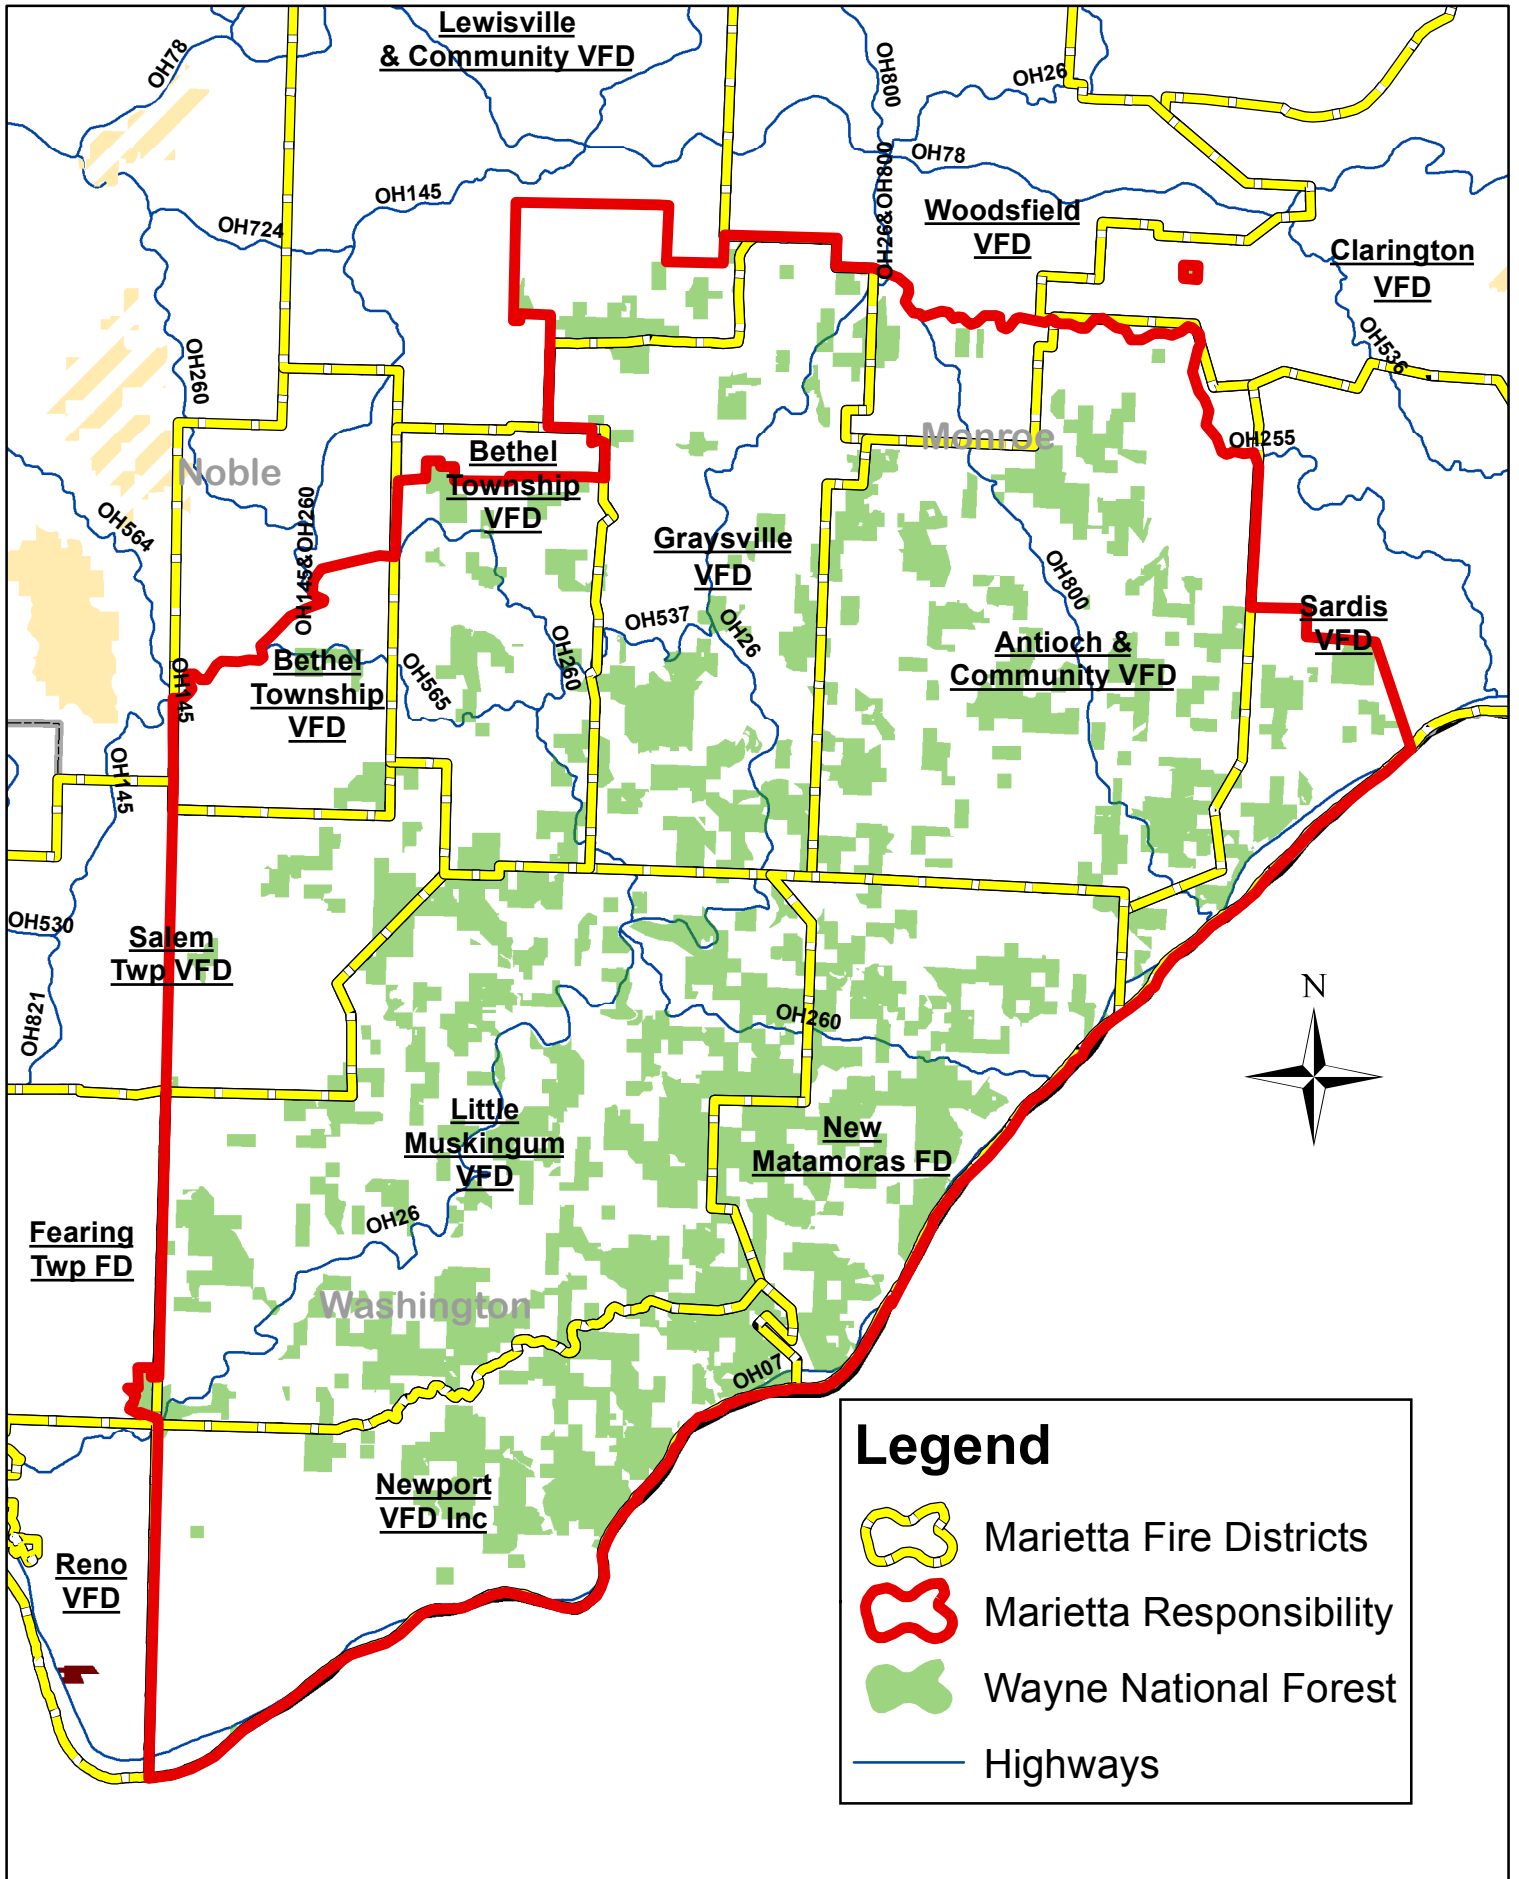 Lewisville
& Community VFD
OH78
OH800
OH26
OH78
OH26&OH800
OH145
OH724
Woodsfield
VFD
Clarington
VFD
OH536
OH260
OH255
Monroe
Noble
Bethel
Township
VFD
OH564
OH145&OH260
Graysville
VFD
OH800
OH537
OH26
Sardis
VFD
Antioch &
Community VFD
OH260
OH565
Bethel
Township
VFD
OH145
OH145
OH530
Salem
Twp VFD
OH821
N
OH260
Little
Muskingum
VFD
New
Matamoras FD
OH26
Fearing
Twp FD
Washington
OH07
Newport
VFD Inc
Reno
VFD
Legend
Marietta Fire Districts
Marietta Responsibility
Wayne National Forest
Highways